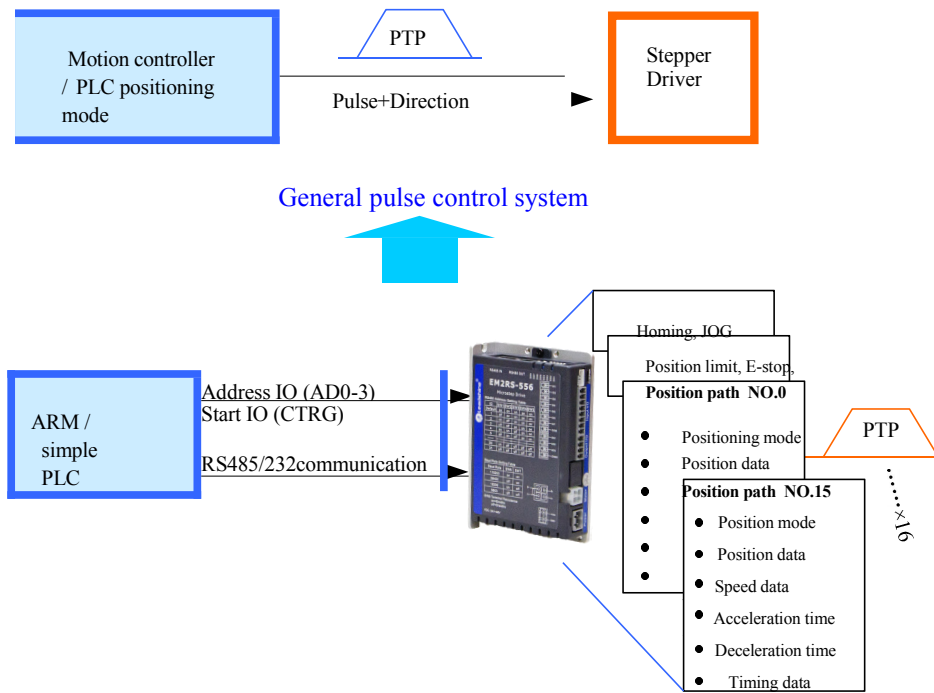 Motion controller
/ PLC positioning
mode
PTP
Pulse+Direction
Stepper
Driver
General pulse control system
ARM /
simple
PLC
Address IO (AD0-3)
Start IO (CTRG)
RS485/232communication
EM2RS-556
Homing, JOG
Position limit, E-stop,
Position path NO.0
Positioning mode
Position data
Position path NO.15
Position mode
Position data
Speed data
Acceleration time
Deceleration time
Timing data
PTP
......×16